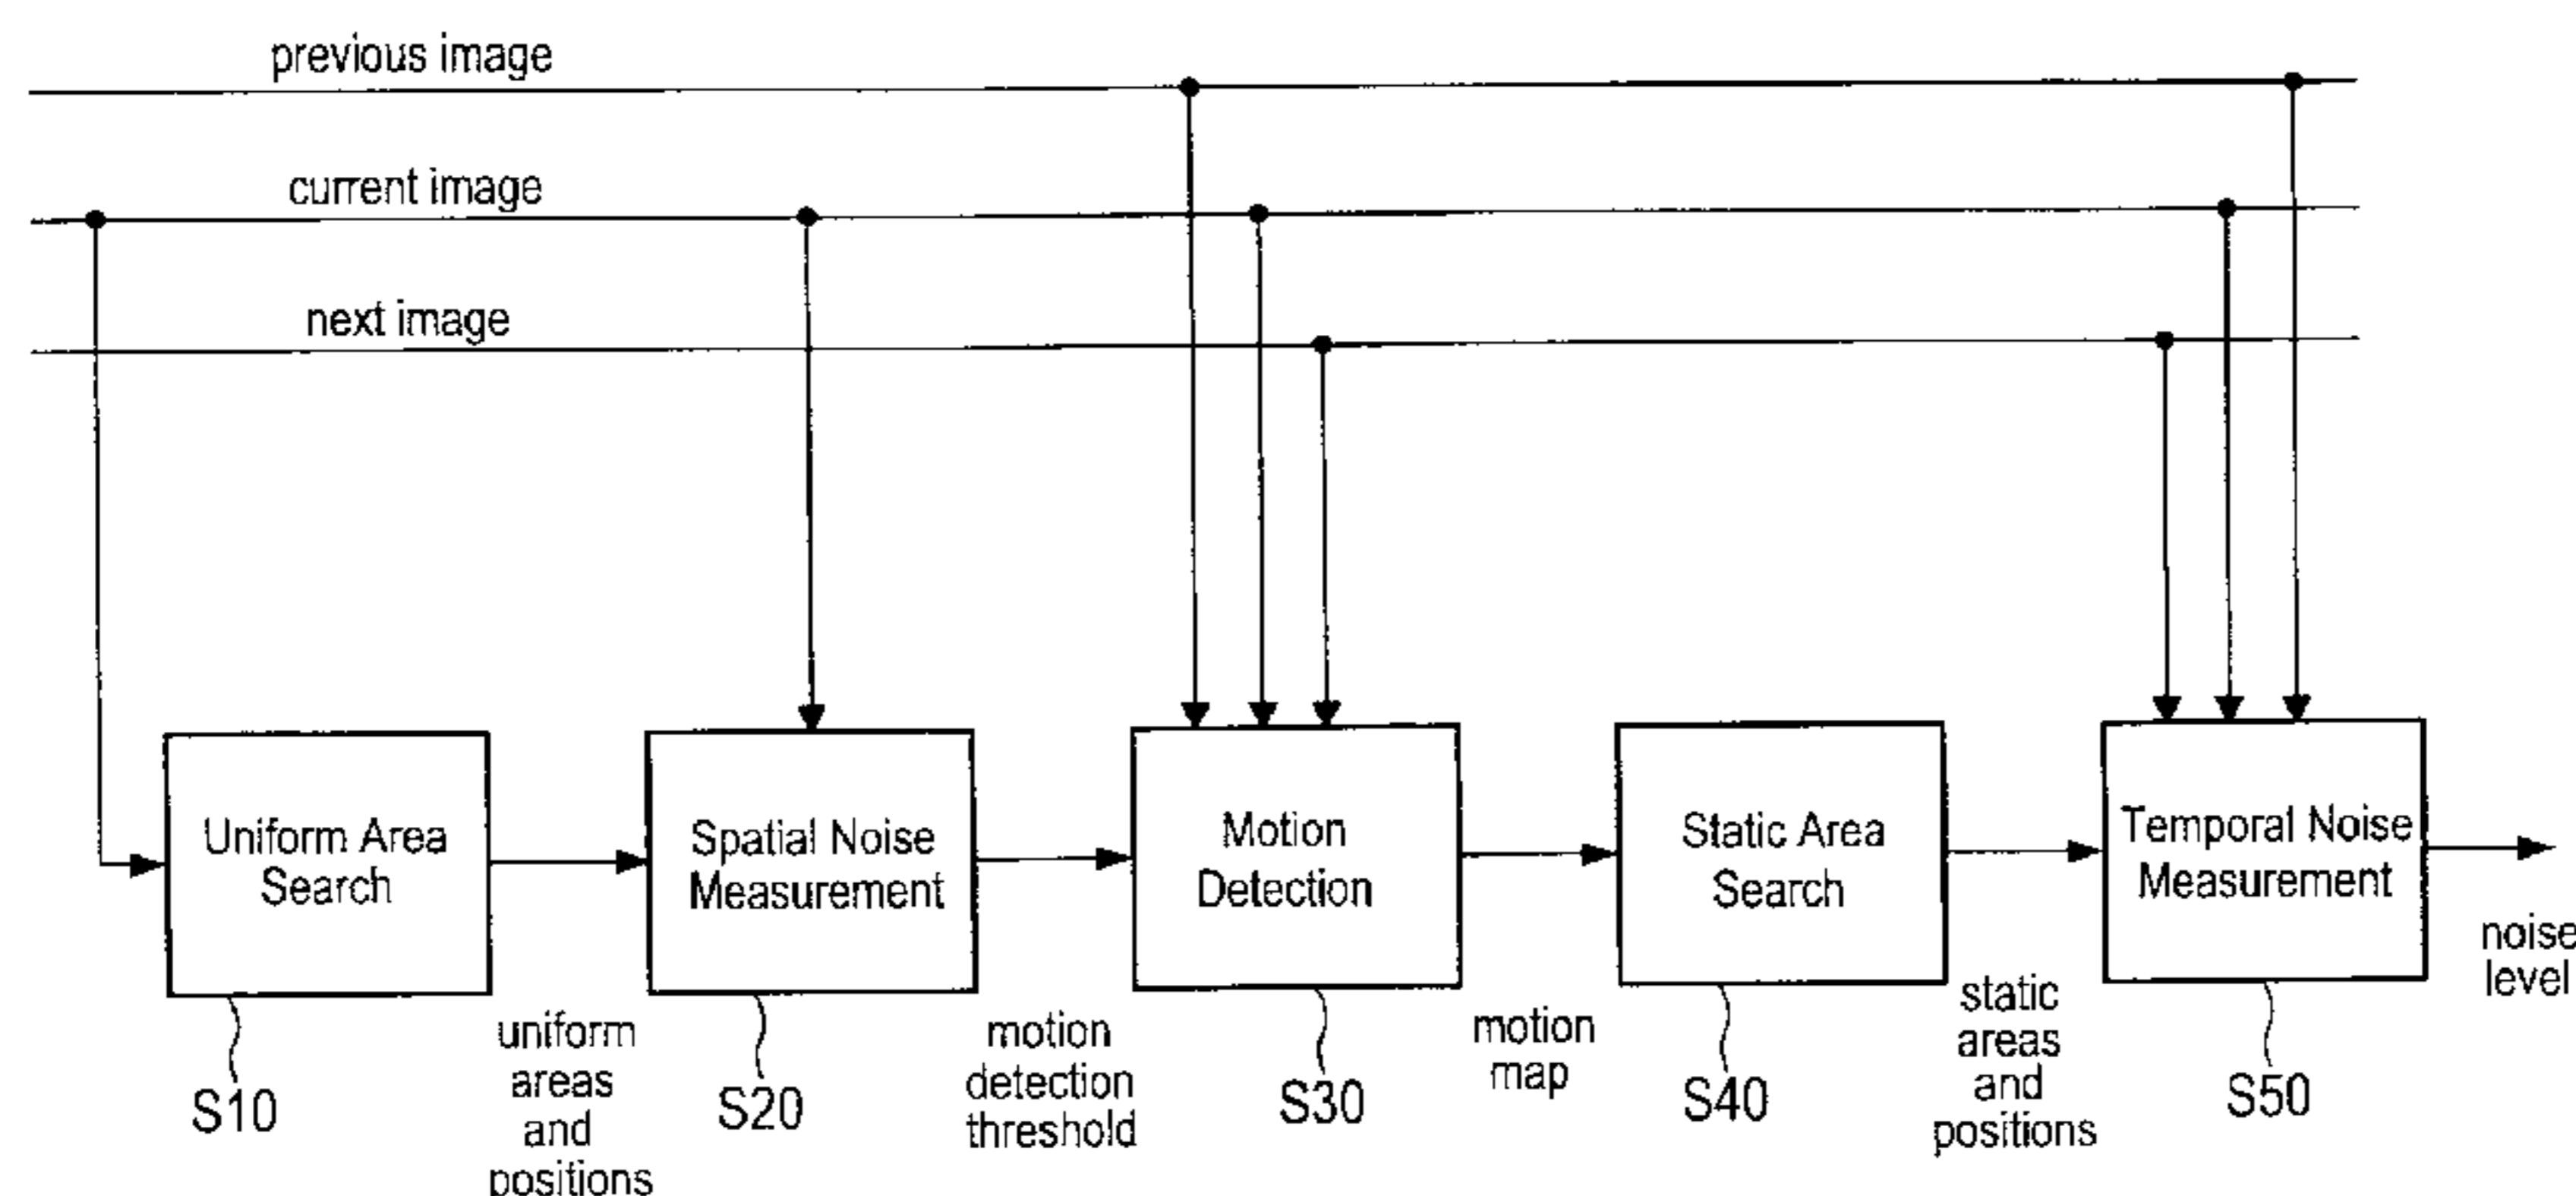 previous image
current image
next image
Uniform Area
Search
Spatial Noise
Measurement
Motion
Detection
Static Area
Search
Temporal Noise
Measurement
noise
level
S10
uniform
areas
and
positions
S20
motion
detection
threshold
S30
motion
map
S40
static
areas
and
positions
S50